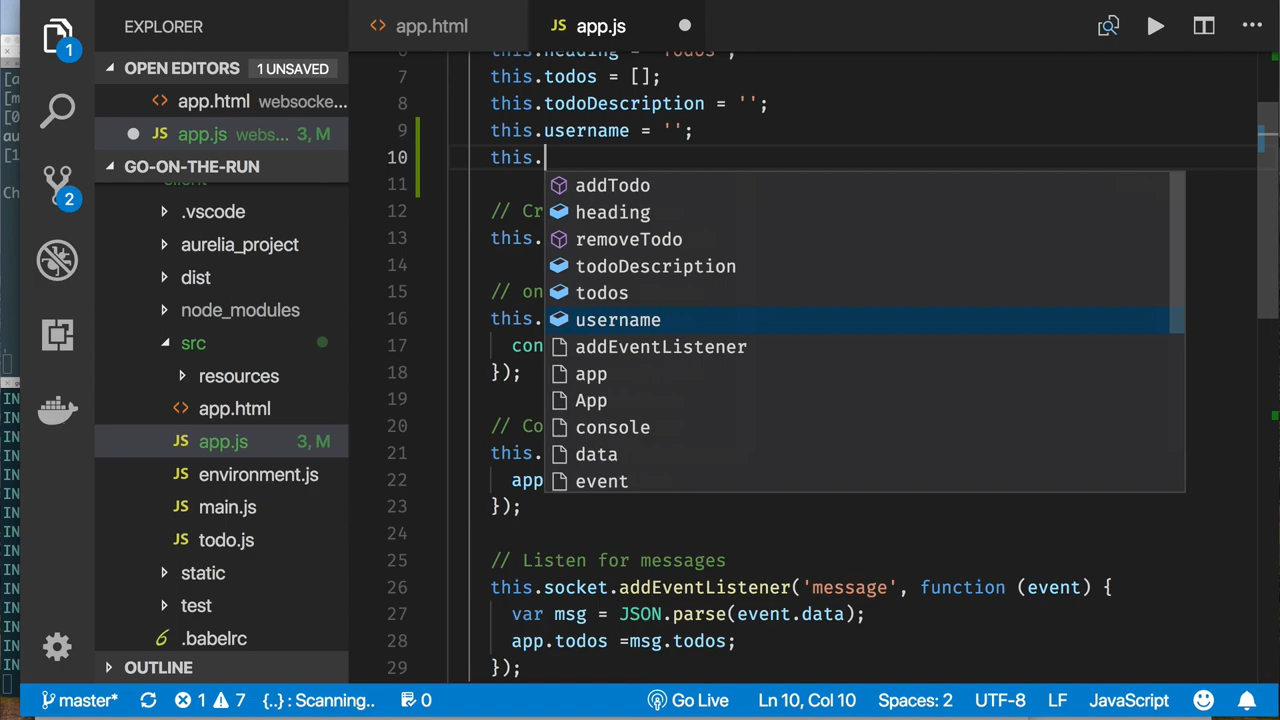 EXPLORER
app.html
JS app.js
1
OPEN EDITORS 1 UNSAVED
app.html websocke...
JS app.js webs... 3, M
GO-ON-THE-RUN
.vscode
aurelia_project
dist
node_modules
src
resources
app.html
JS app.js 3, M
JS environment.js
JS main.js
JS todo.js
static
test
.babelrc
OUTLINE
2
7 this.todos = [];
8 this.todoDescription = '';
9 this.username = '';
10 this.
11
12 // Cr
13 this.
14
15 // on
16 this.
17 con
18 });
19
20 // Co
21 this.
22 app
23 });
24
25 // Listen for messages
26 this.socket.addEventListener('message', function (event) {
27 var msg = JSON.parse(event.data);
28 app.todos =msg.todos;
29 });
addTodo
heading
removeTodo
todoDescription
todos
username
addEventListener
app
App
console
data
event
master* 1 7 {..} : Scanning.. 0 Go Live Ln 10, Col 10 Spaces: 2 UTF-8 LF JavaScript